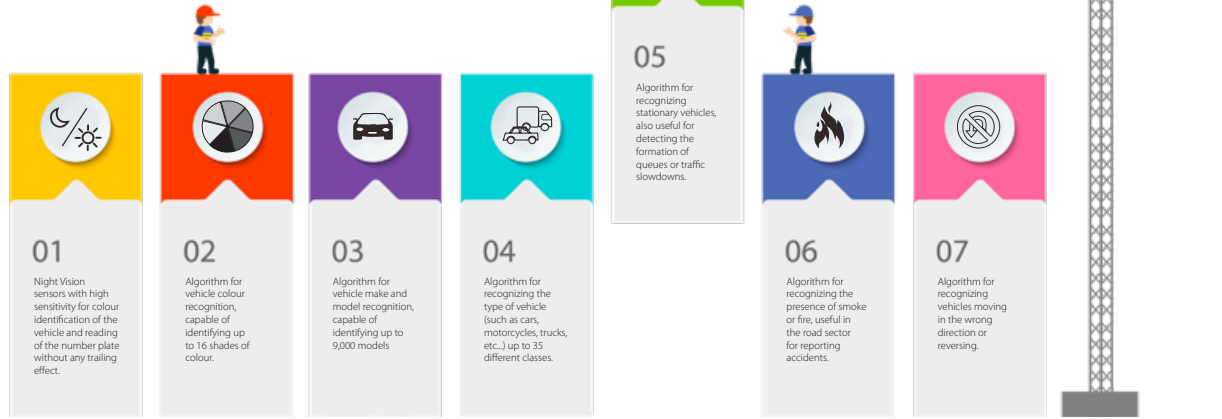 01
Night Vision
sensors with high
sensitivity for colour
identification of the
vehicle and reading
of the number plate
without any trailing
effect.
02
Algorithm for
vehicle colour
recognition,
capable of
identifying up
to 16 shades of
colour.
03
Algorithm for
vehicle make and
model recognition,
capable of
identifying up to
9,000 models
04
Algorithm for
recognizing the
type of vehicle
(such as cars,
motorcycles, trucks,
etc...) up to 35
different classes.
05
Algorithm for
recognizing
stationary vehicles,
also useful for
detecting the
formation of
queues or traffic
slowdowns.
06
Algorithm for
recognizing the
presence of smoke
or fire, useful in
the road sector
for reporting
accidents.
07
Algorithm for
recognizing
vehicles moving
in the wrong
direction or
reversing.